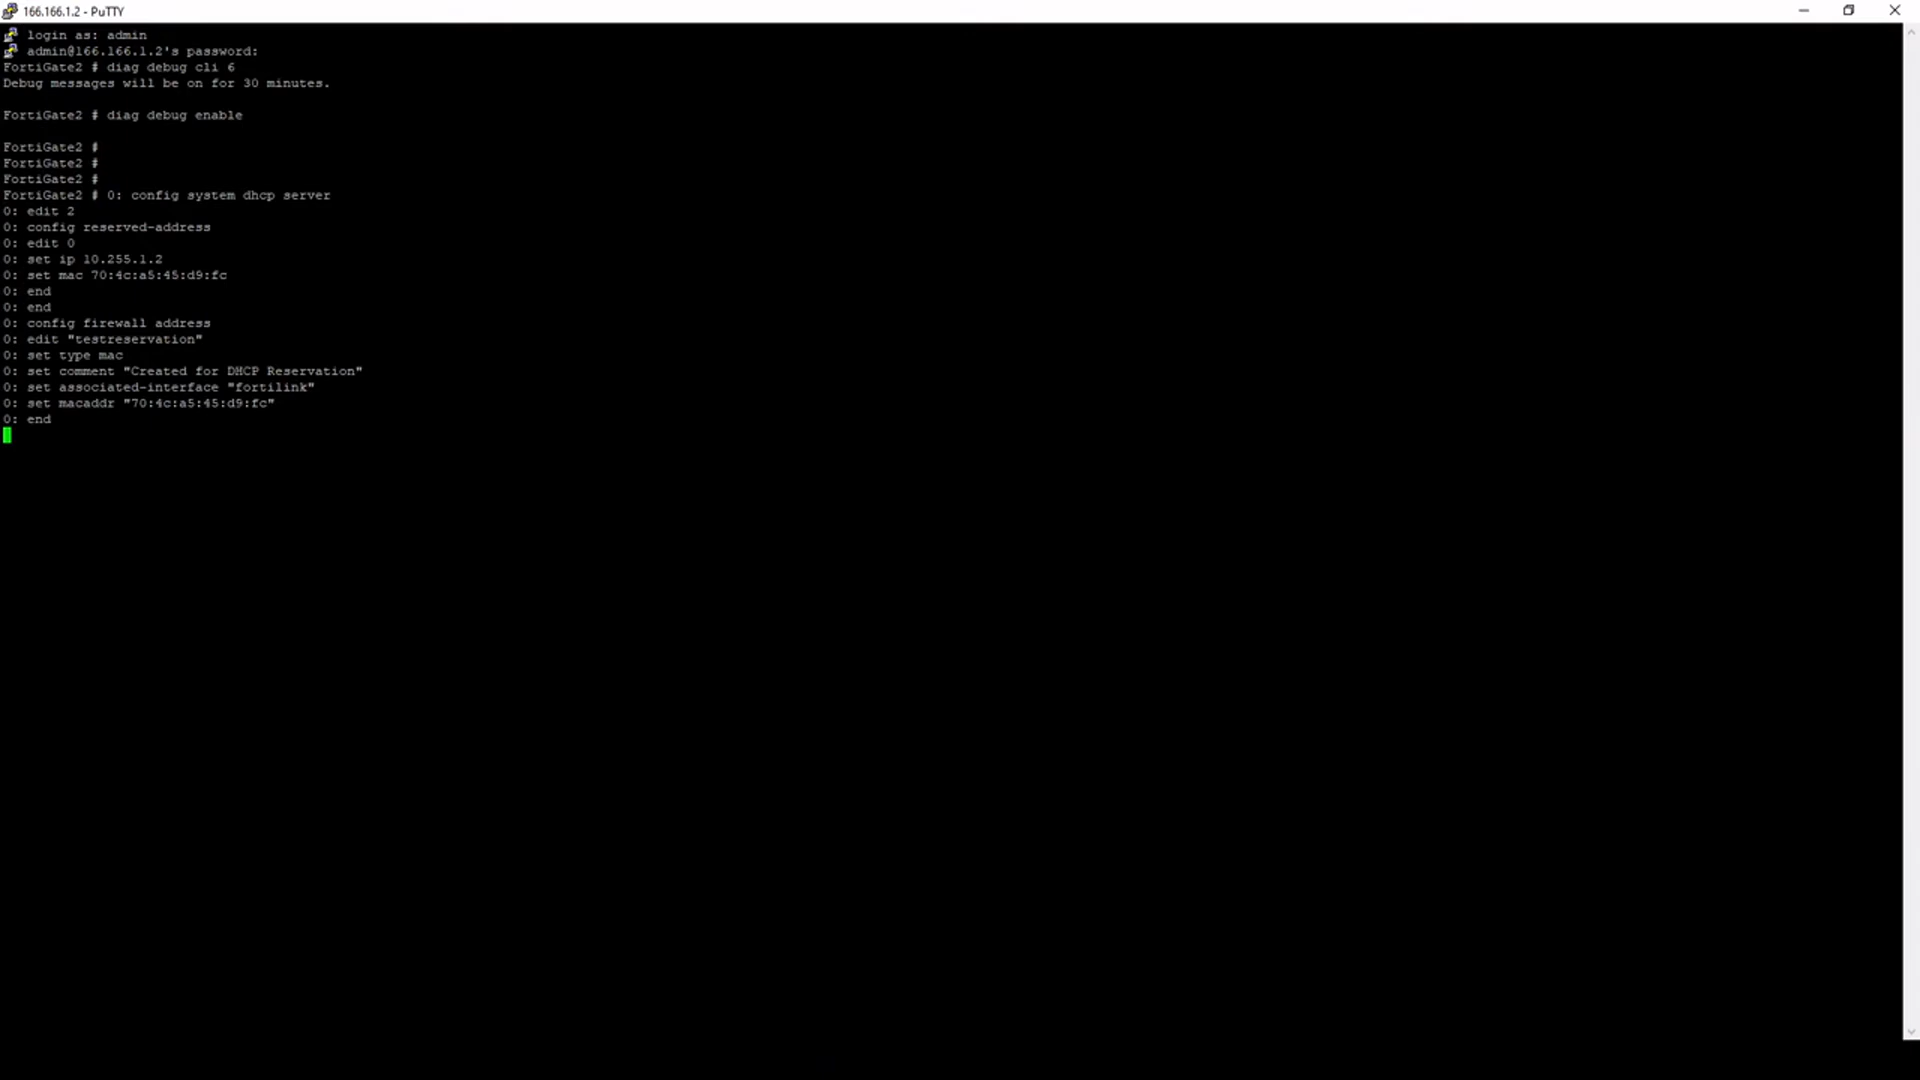 166.166.1.2 - PuTTY
login as: admin
admin@166.166.1.2's password:
FortiGate2 # diag debug cli 6
Debug messages will be on for 30 minutes.
FortiGate2 # diag debug enable
FortiGate2 #
FortiGate2 #
FortiGate2 #
FortiGate2 # 0: config system dhcp server
0: edit 2
0: config reserved-address
0: edit 0
0: set ip 10.255.1.2
0: set mac 70:4c:a5:45:d9:fc
0: end
0: end
0: config firewall address
0: edit "testreservation"
0: set type mac
0: set comment "Created for DHCP Reservation"
0: set associated-interface "fortilink"
0: set macaddr "70:4c:a5:45:d9:fc"
0: end